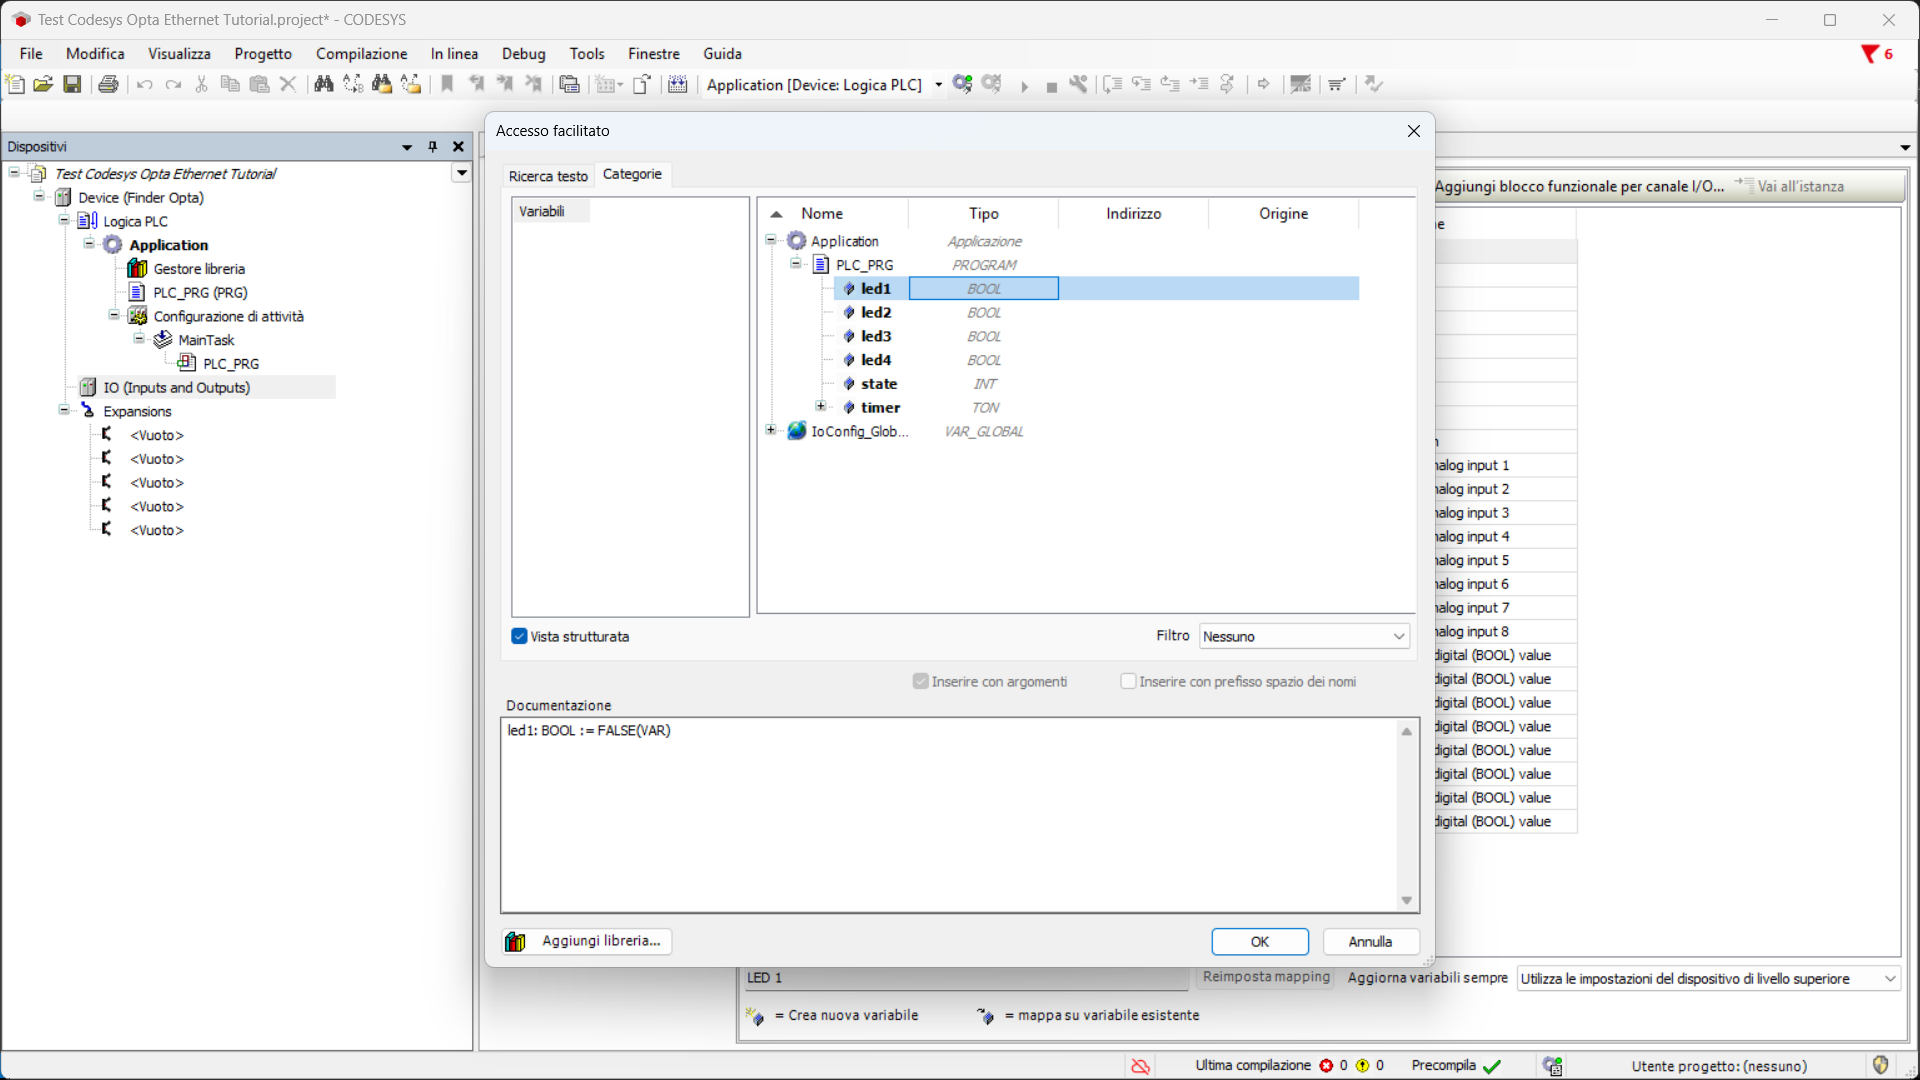 Test Codesys Opta Ethernet Tutorial.project* - CODESYS
File Modifica Visualizza Progetto Compilazione In linea Debug Tools Finestre Guida
6
Application [Device: Logica PLC]
Dispositivi
Test Codesys Opta Ethernet Tutorial
Device (Finder Opta)
Logica PLC
Application
Gestore libreria
PLC_PRG (PRG)
Configurazione di attività
MainTask
PLC_PRG
IO (Inputs and Outputs)
Expansions
<Vuoto>
<Vuoto>
<Vuoto>
<Vuoto>
<Vuoto>
Accesso facilitato
Ricerca testo Categorie
Variabili
Nome Tipo Indirizzo Origine
Application Applicazione
PLC_PRG PROGRAM
led1 BOOL
led2 BOOL
led3 BOOL
led4 BOOL
state INT
timer TON
IoConfig_Glob... VAR_GLOBAL
Vista strutturata
Filtro Nessuno
Inserire con argomenti Inserire con prefisso spazio dei nomi
Documentazione
led1: BOOL := FALSE(VAR)
Aggiungi libreria... OK Annulla
Aggiungi blocco funzionale per canale I/O... Vai all'istanza
e
nalog input 1
nalog input 2
nalog input 3
nalog input 4
nalog input 5
nalog input 6
nalog input 7
nalog input 8
digital (BOOL) value
digital (BOOL) value
digital (BOOL) value
digital (BOOL) value
digital (BOOL) value
digital (BOOL) value
digital (BOOL) value
digital (BOOL) value
LED 1 Reimposta mapping Aggiorna variabili sempre Utilizza le impostazioni del dispositivo di livello superiore
= Crea nuova variabile = mappa su variabile esistente
Ultima compilazione 0 0 Precompila Utente progetto: (nessuno)